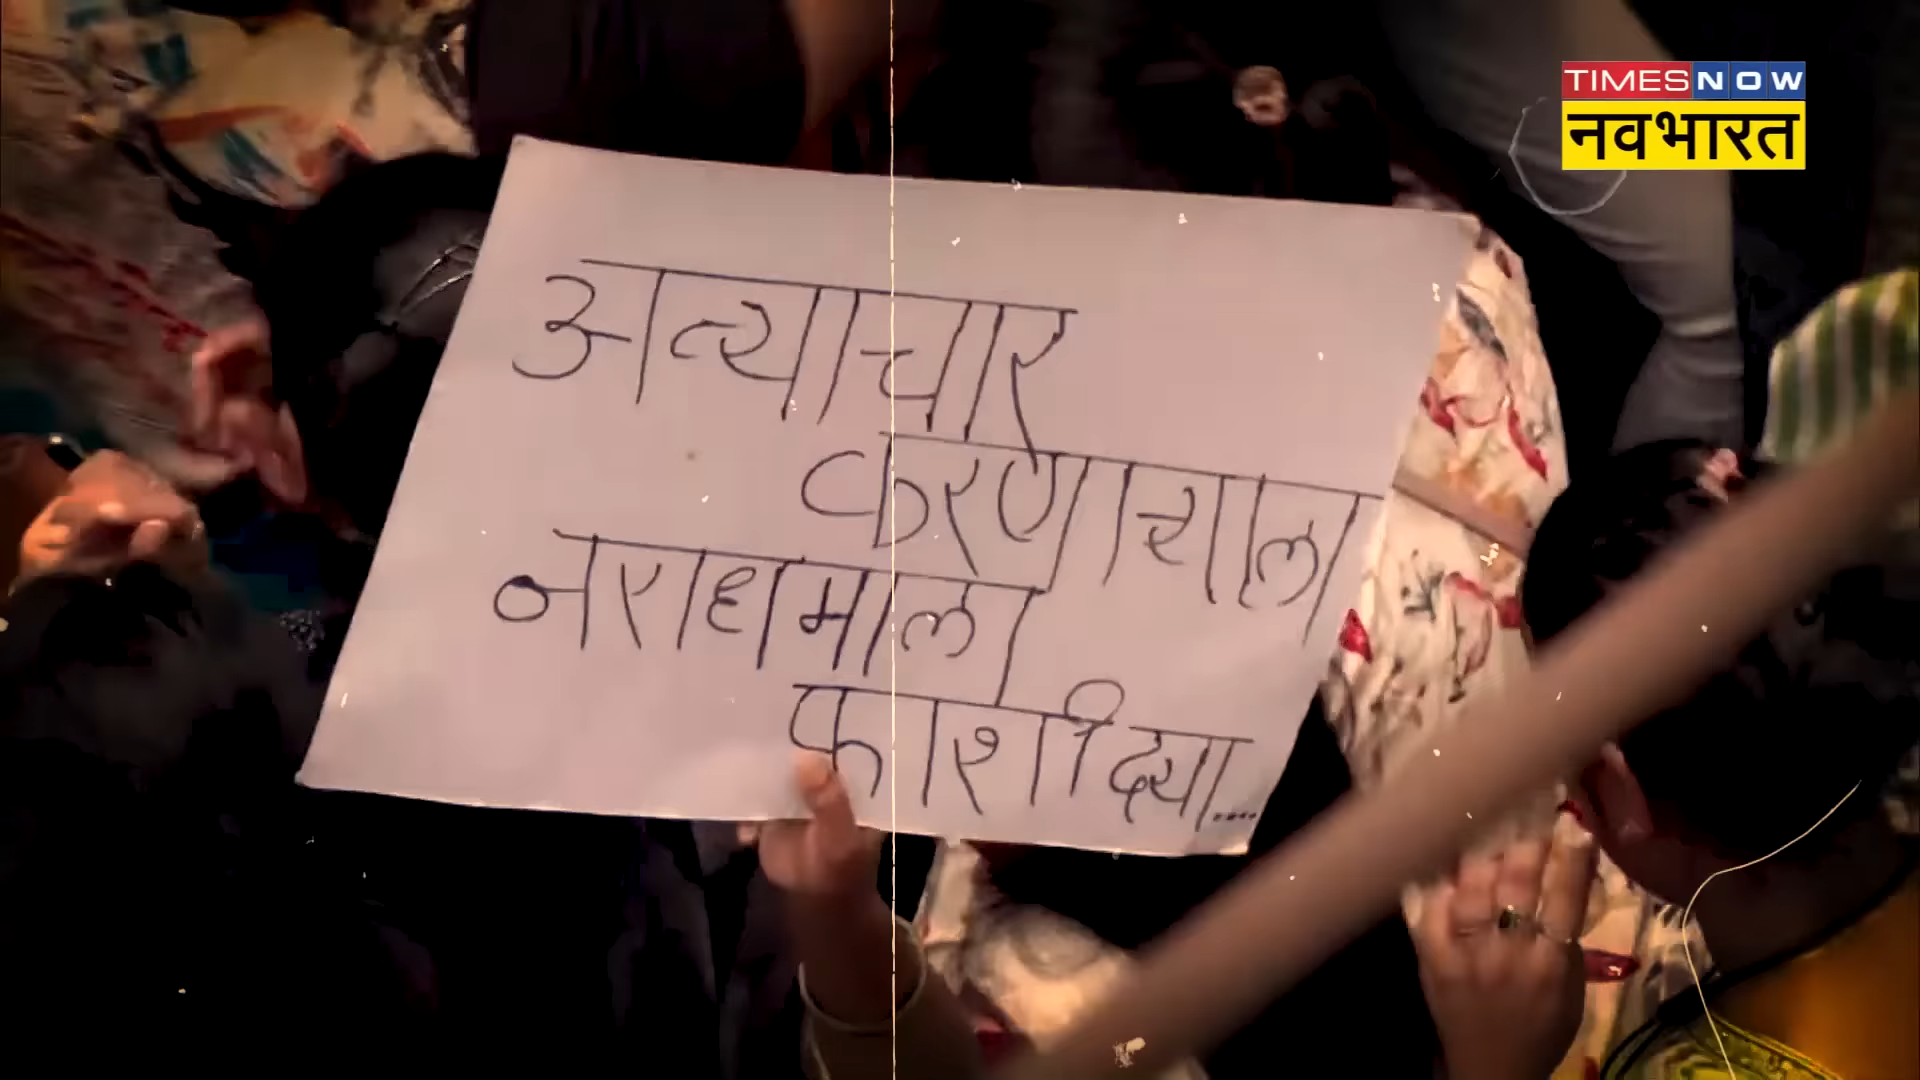 TIMES NOW
नवभारत
अत्याचार
करणाऱ्याला
नराधमाला
फाशी द्या....